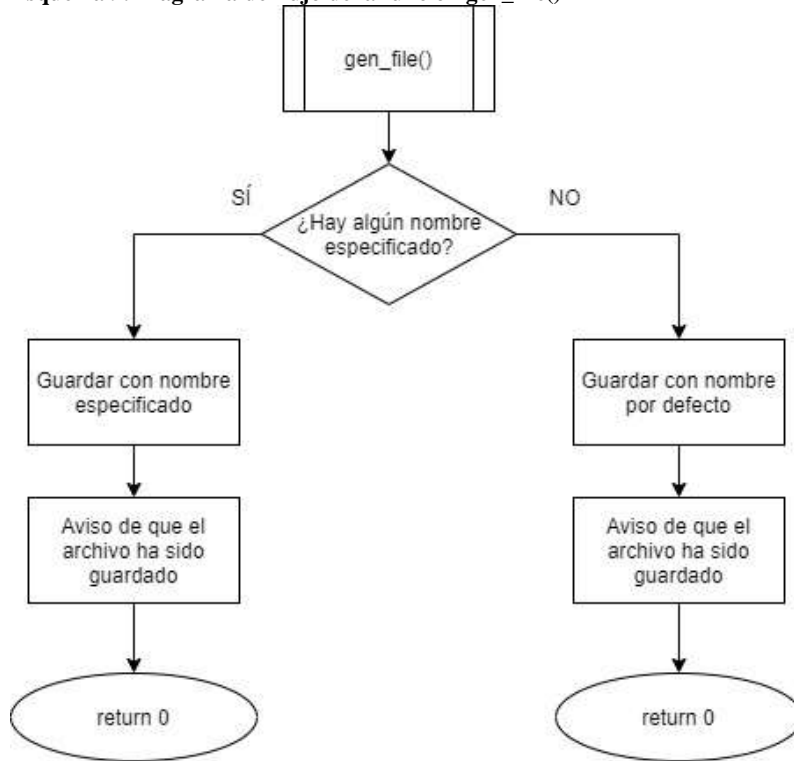 gen_file()
SÍ
NO
¿Hay algún nombre
especificado?
Guardar con nombre
especificado
Guardar con nombre
por defecto
Aviso de que el
archivo ha sido
guardado
Aviso de que el
archivo ha sido
guardado
return 0
return 0